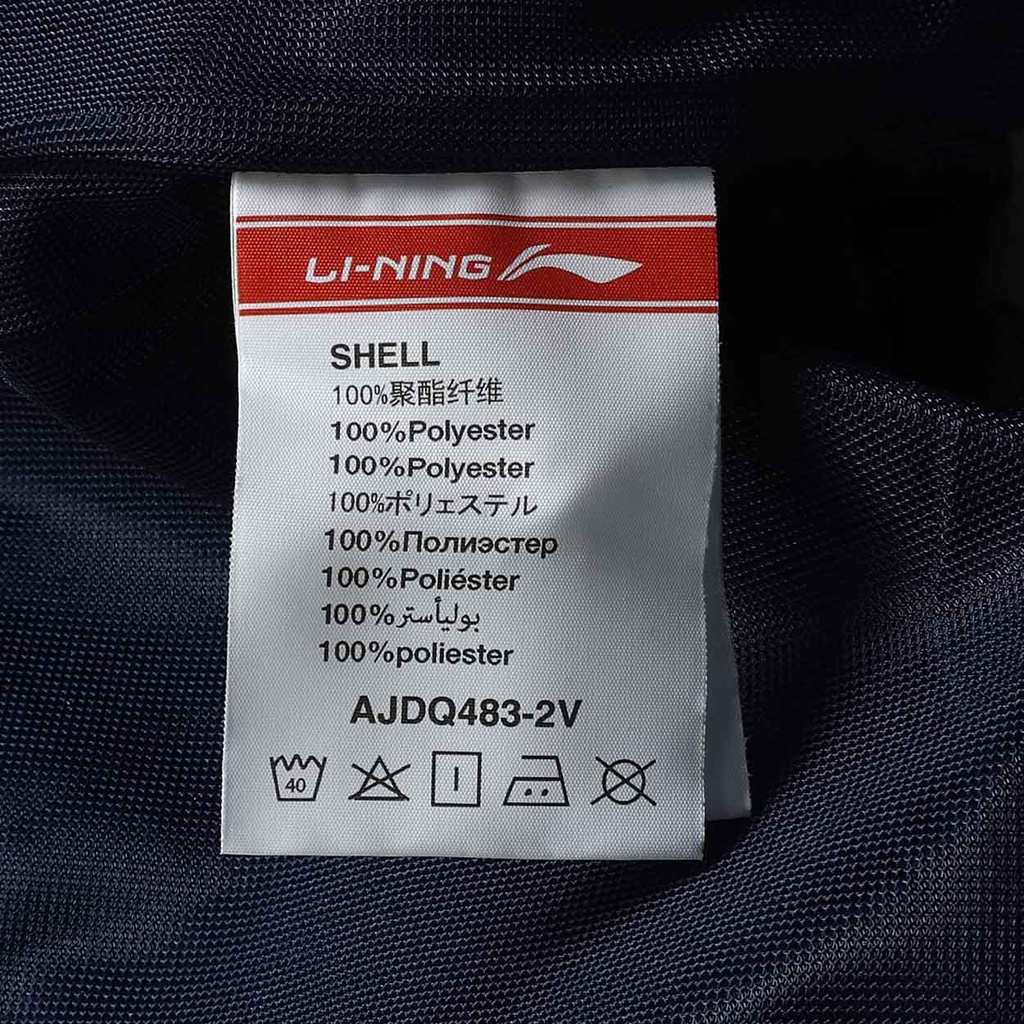 LI-NING
SHELL
100%聚酯纤维
100%Polyester
100%Polyester
100%ポリェステル
100%Полиэстер
100%Poliéster
100%بوليأستر
100%poliester
AJDQ483-2V
40